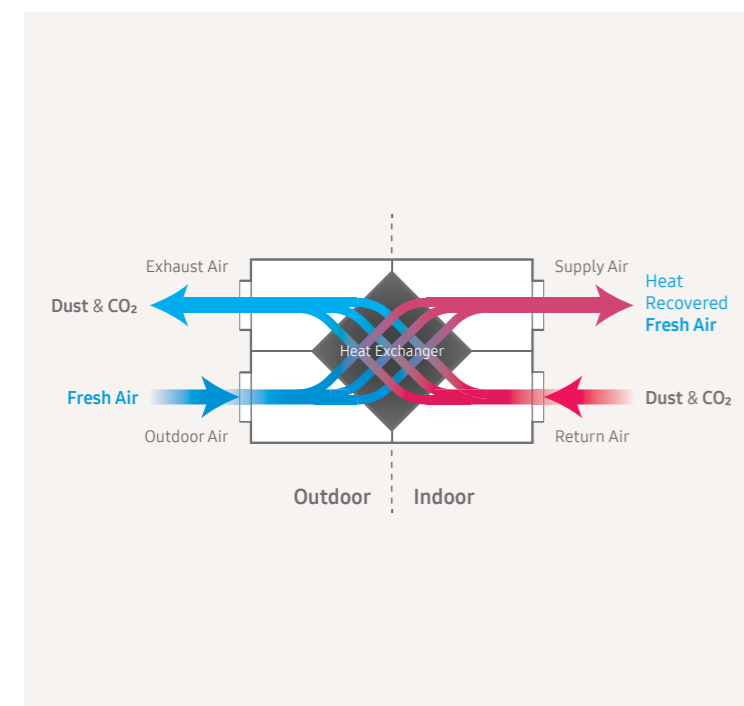 Exhaust Air
Dust & CO₂
Fresh Air
Outdoor Air
Heat Exchanger
Supply Air
Heat
Recovered
Fresh Air
Dust & CO₂
Return Air
Outdoor
Indoor